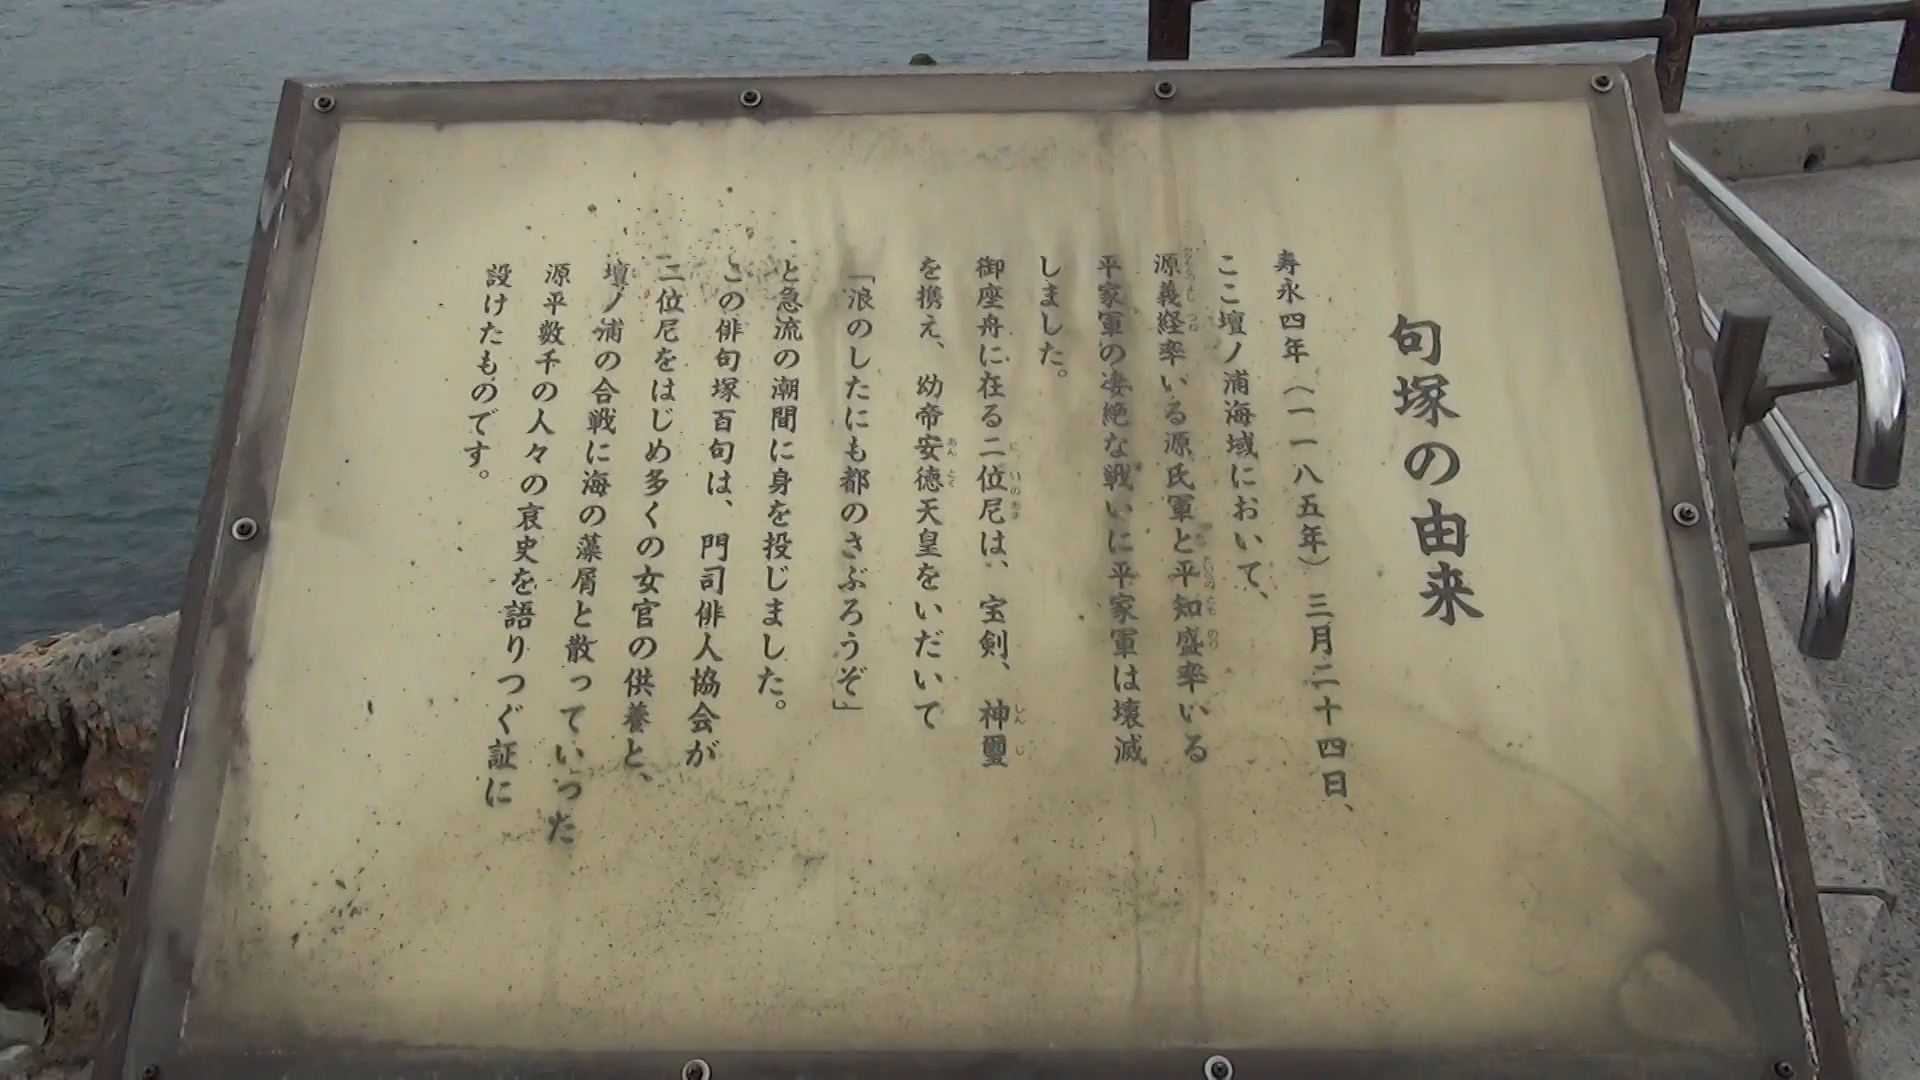 句塚の由来
寿永四年（一一八五年）三月二十四日、
ここ壇ノ浦海域において、
源義経率いる源氏軍と平知盛率いる
平家軍の凄絶な戦いに平家軍は壊滅
しました。
御座舟に在る二位尼は、宝剣、神璽
を携え、幼帝安徳天皇をいだいて
「浪のしたにも都のさぶろうぞ」
と急流の潮間に身を投じました。
この俳句塚百句は、門司俳人協会が
二位尼をはじめ多くの女官の供養と、
壇ノ浦の合戦に海の藻屑と散っていった
源平数千の人々の哀史を語りつぐ証に
設けたものです。